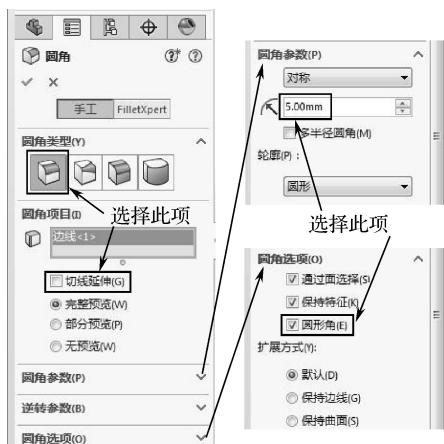 圆角
手工
FilletXpert
圆角类型(Y)
选择此项
圆角项目(I)
边线<1>
切线延伸(G)
完整预览(W)
部分预览(P)
无预览(W)
圆角参数(P)
逆转参数(B)
圆角选项(O)
圆角参数(P)
对称
5.00mm
多半径圆角(M)
轮廓(P)：
圆形
选择此项
圆角选项(O)
通过面选择(S)
保持特征(K)
圆形角(E)
扩展方式(Y):
默认(D)
保持边线(G)
保持曲面(S)